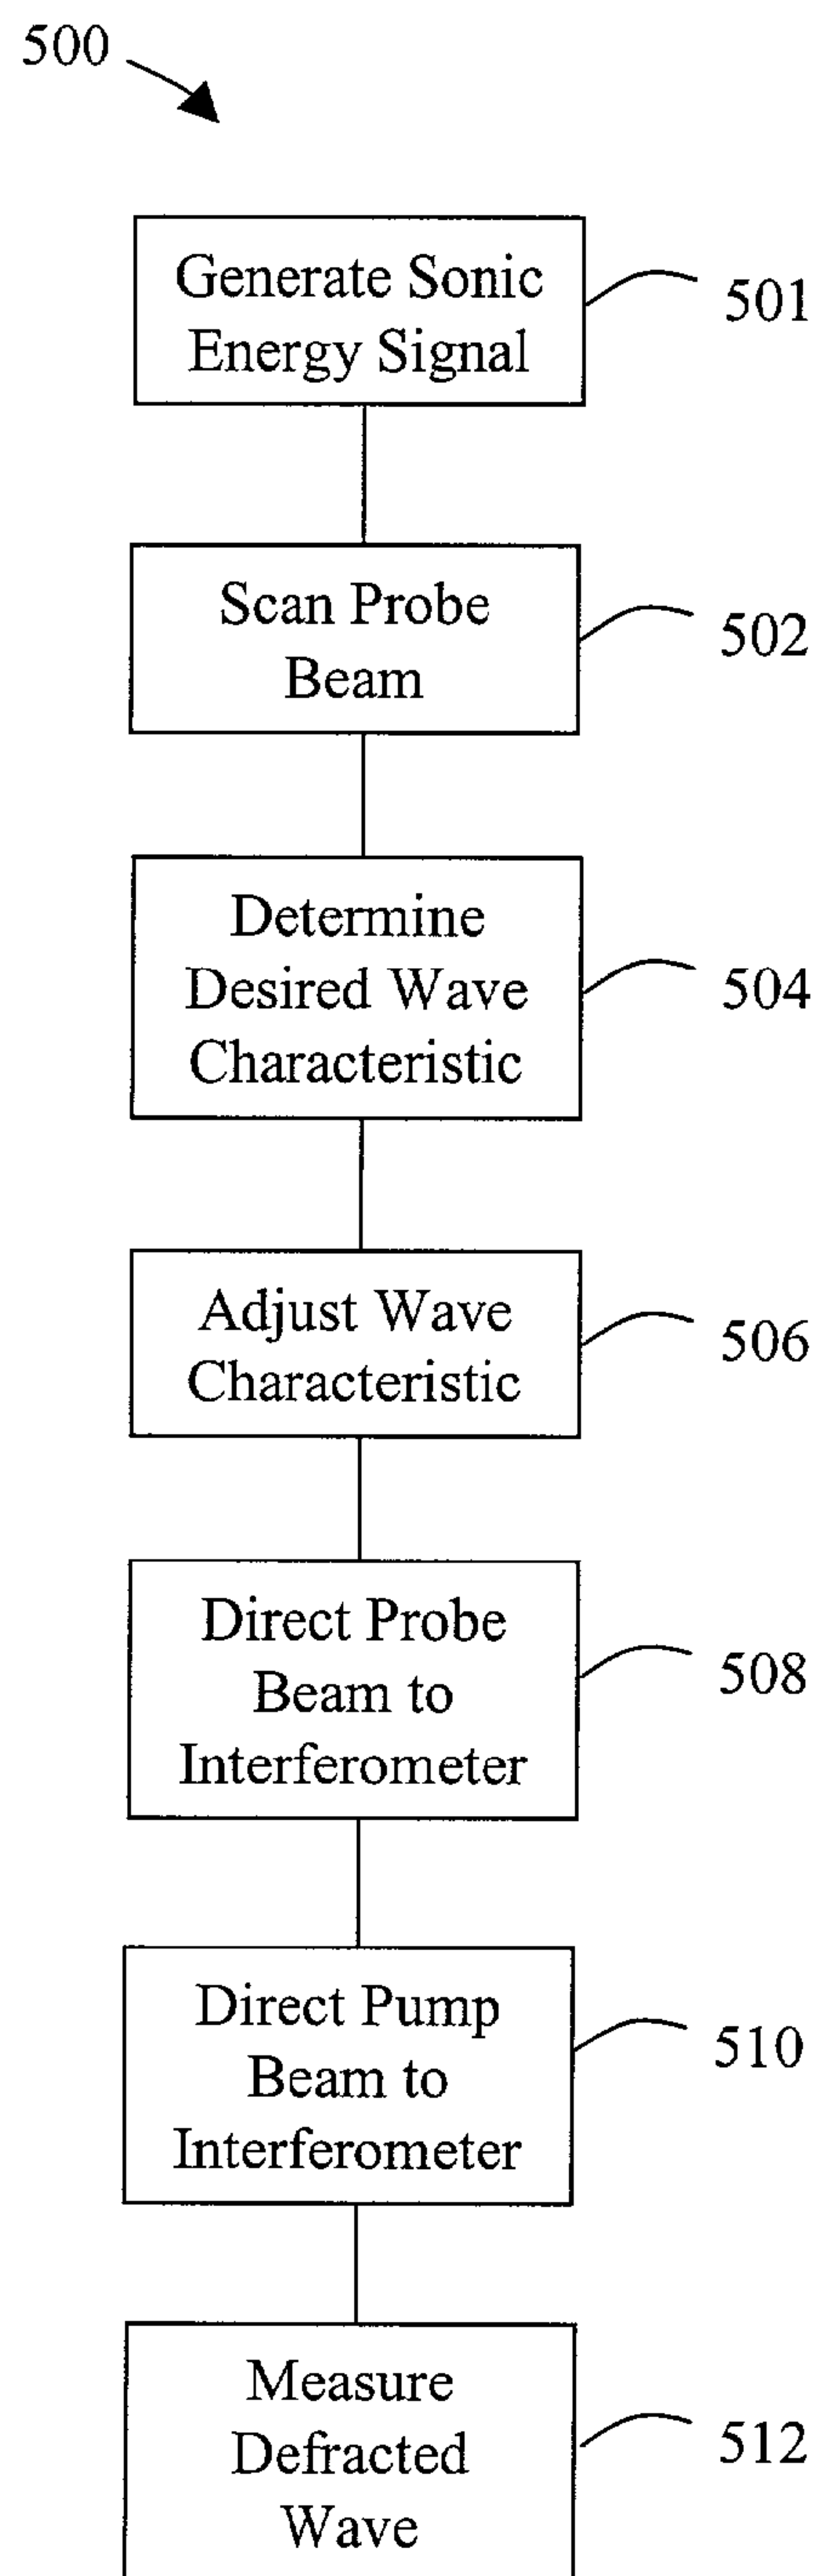 500
Generate Sonic
Energy Signal
501
Scan Probe
Beam
502
Determine
Desired Wave
Characteristic
504
Adjust Wave
Characteristic
506
Direct Probe
Beam to
Interferometer
508
Direct Pump
Beam to
Interferometer
510
Measure
Defracted
Wave
512